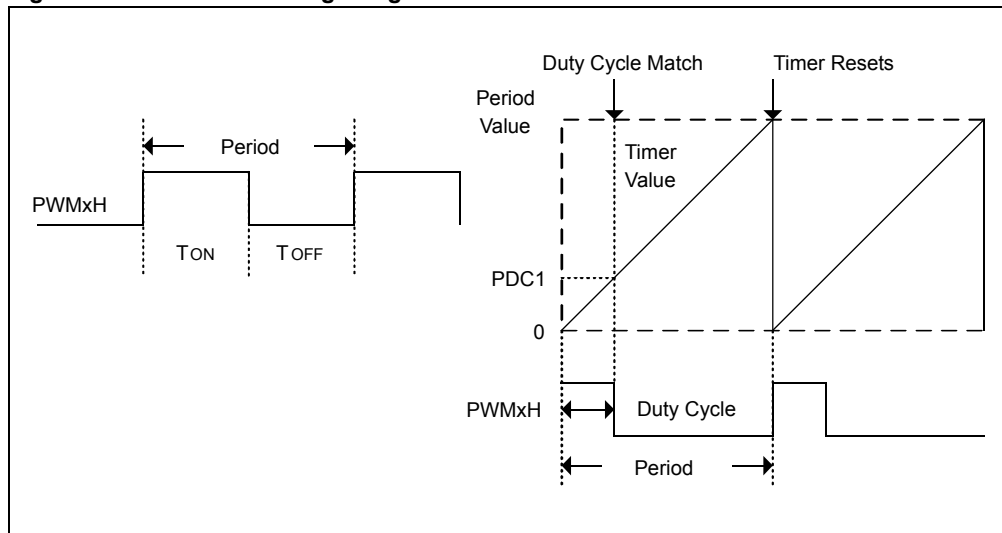 Period
PWMxH
TON
TOFF
Duty Cycle Match
Timer Resets
Period
Value
Timer
Value
PDC1
0
PWMxH
Duty Cycle
Period